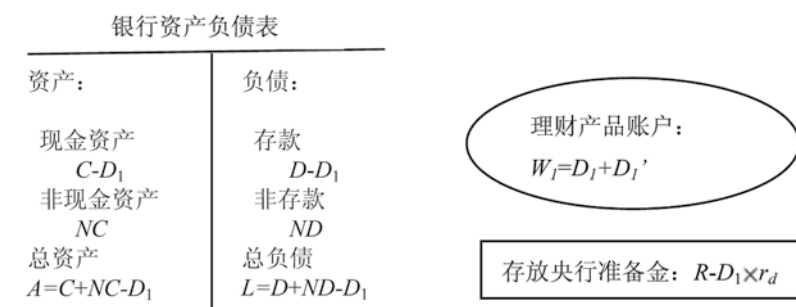 银行资产负债表
资产：
现金资产
C-D₁
非现金资产
NC
总资产
A=C+NC-D₁
负债：
存款
D-D₁
非存款
ND
总负债
L=D+ND-D₁
理财产品账户：
W₁=D₁+D₁’
存放央行准备金：R-D₁×r_d